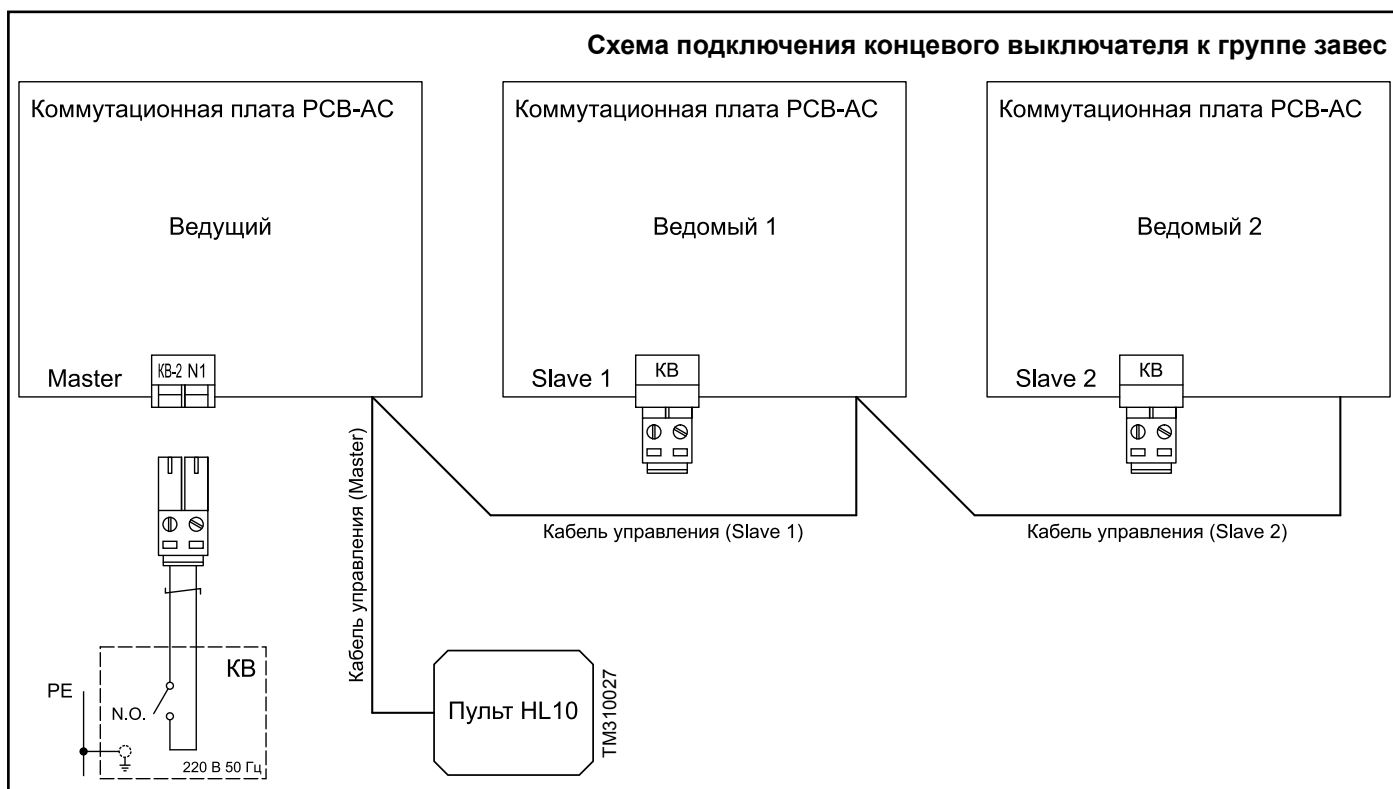 Схема подключения концевого выключателя к группе завес
Коммутационная плата PCB-AC
Ведущий
Master
КВ-2 N1
Коммутационная плата PCB-AC
Ведомый 1
Slave 1
КВ
Коммутационная плата PCB-AC
Ведомый 2
Slave 2
КВ
Кабель управления (Master)
Кабель управления (Slave 1)
Кабель управления (Slave 2)
КВ
PE
N.O.
220 В 50 Гц
Пульт HL10
TM310027